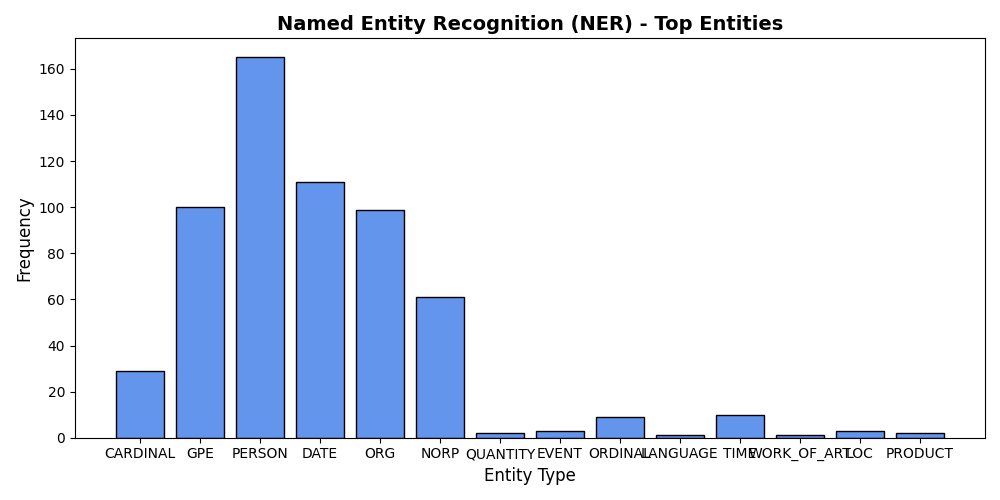 Named Entity Recognition (NER) - Top Entities
160
140
120
100
80
60
40
20
0
Frequency
CARDINAL GPE PERSON DATE ORG NORP QUANTITY EVENT ORDINAL LANGUAGE TIME WORK_OF_ART LOC PRODUCT
Entity Type